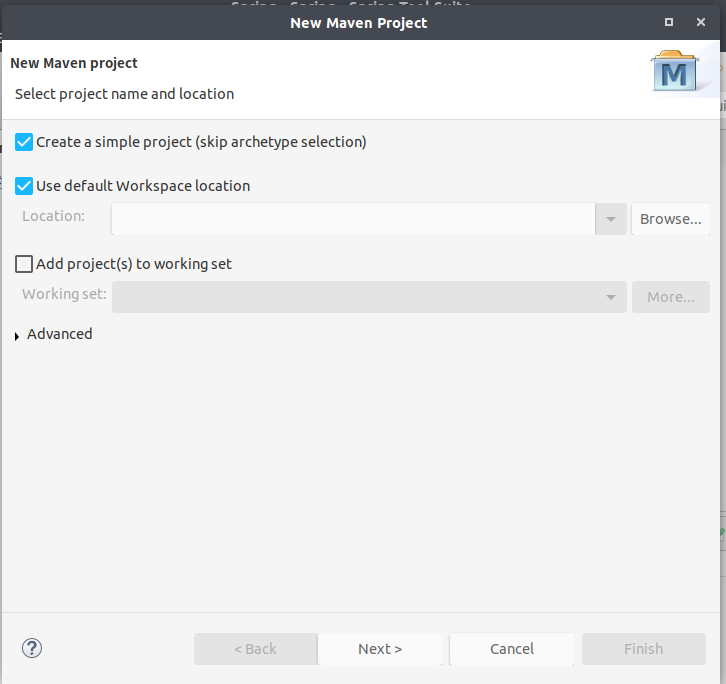 New Maven Project
New Maven project
Select project name and location
Create a simple project (skip archetype selection)
Use default Workspace location
Location:
Browse...
Add project(s) to working set
Working set:
More...
Advanced
< Back
Next >
Cancel
Finish